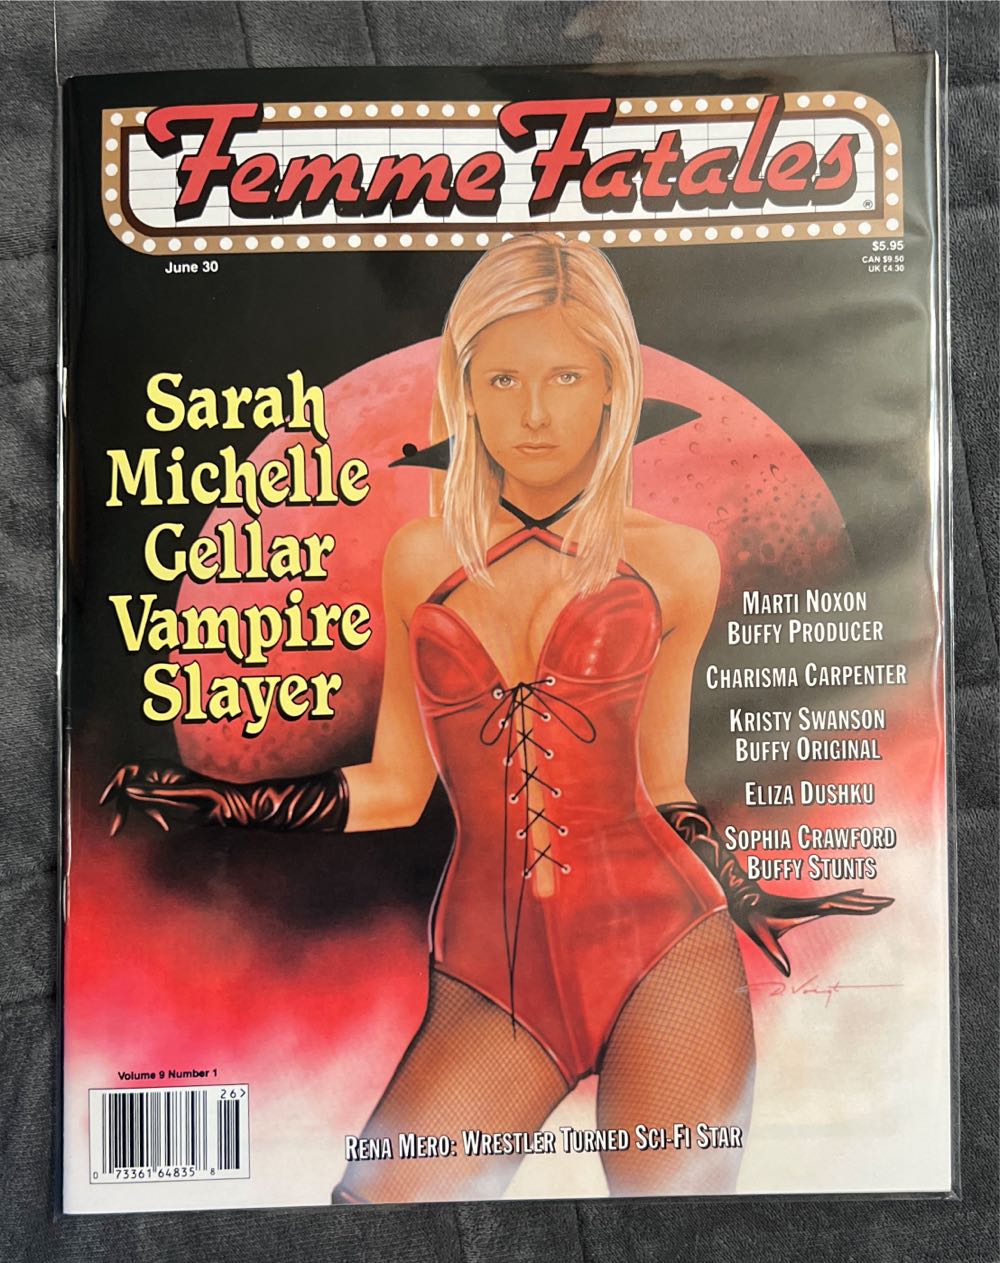 Femme Fatales
®
$5.95
CAN $9.50
UK £4.30
June 30
Sarah
Michelle
Gellar
Vampire
Slayer
MARTI NOXON
BUFFY PRODUCER
CHARISMA CARPENTER
KRISTY SWANSON
BUFFY ORIGINAL
ELIZA DUSHKU
SOPHIA CRAWFORD
BUFFY STUNTS
D Voigt
Volume 9 Number 1
26>
0 73361 64835 8
RENA MERO: WRESTLER TURNED SCI-FI STAR